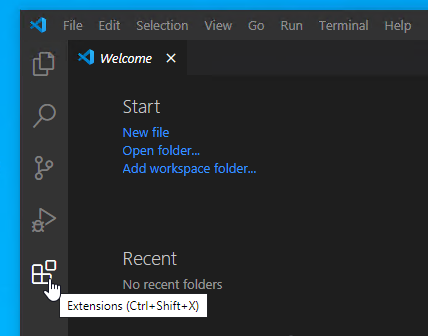 File Edit Selection View Go Run Terminal Help
Welcome
Start
New file
Open folder...
Add workspace folder...
Recent
No recent folders
Extensions (Ctrl+Shift+X)